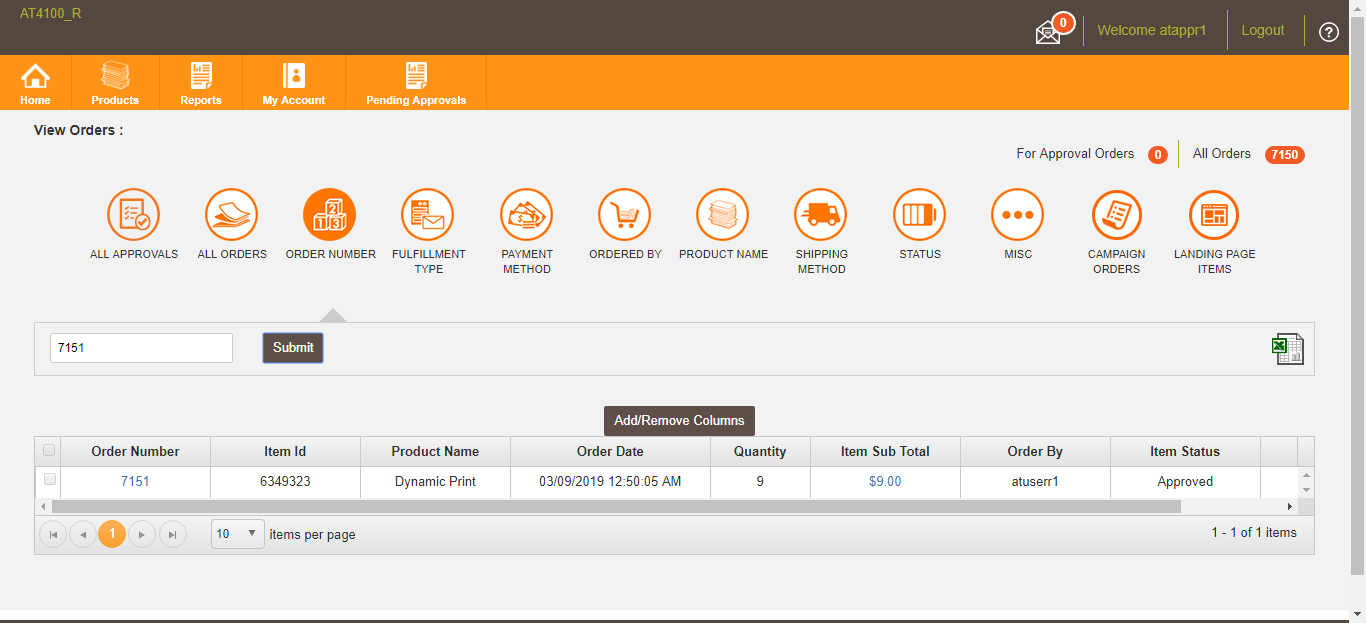 AT4100_R
0
Welcome atappr1
Logout
?
Home
Products
Reports
My Account
Pending Approvals
View Orders :
For Approval Orders 0
All Orders 7150
ALL APPROVALS
ALL ORDERS
2
1 3
ORDER NUMBER
FULFILLMENT
TYPE
PAYMENT
METHOD
ORDERED BY
PRODUCT NAME
SHIPPING
METHOD
STATUS
MISC
CAMPAIGN
ORDERS
LANDING PAGE
ITEMS
7151
Submit
Add/Remove Columns
Order Number Item Id Product Name Order Date Quantity Item Sub Total Order By Item Status
7151 6349323 Dynamic Print 03/09/2019 12:50:05 AM 9 $9.00 atuserr1 Approved
1
10
items per page
1 - 1 of 1 items